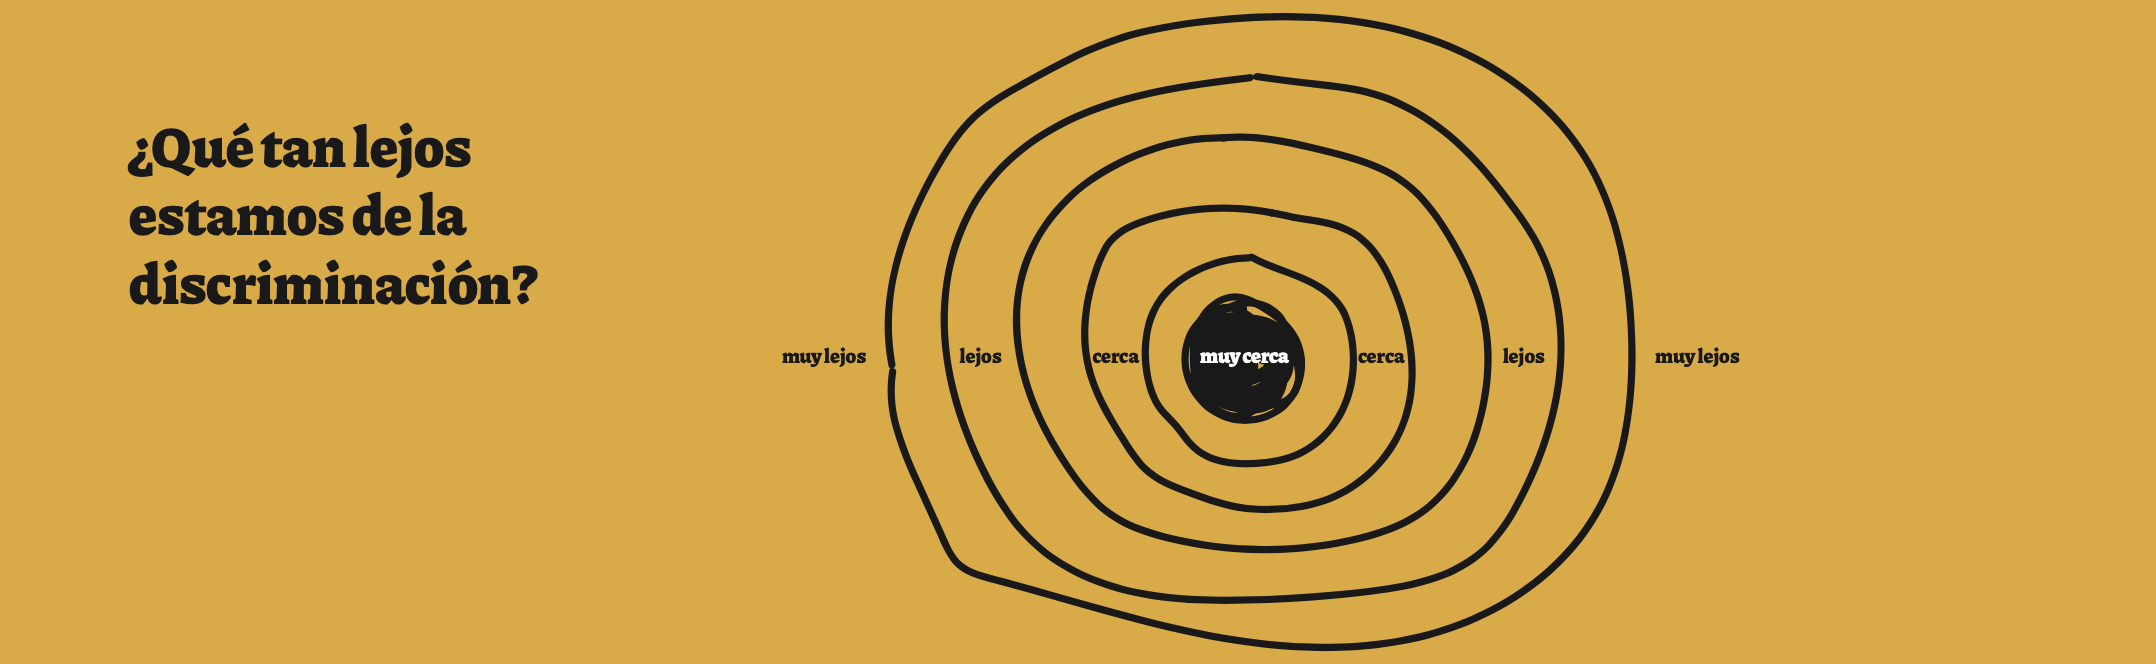 ¿Qué tan lejos
estamos de la
discriminación?
muy lejos
lejos
cerca
muy cerca
cerca
lejos
muy lejos